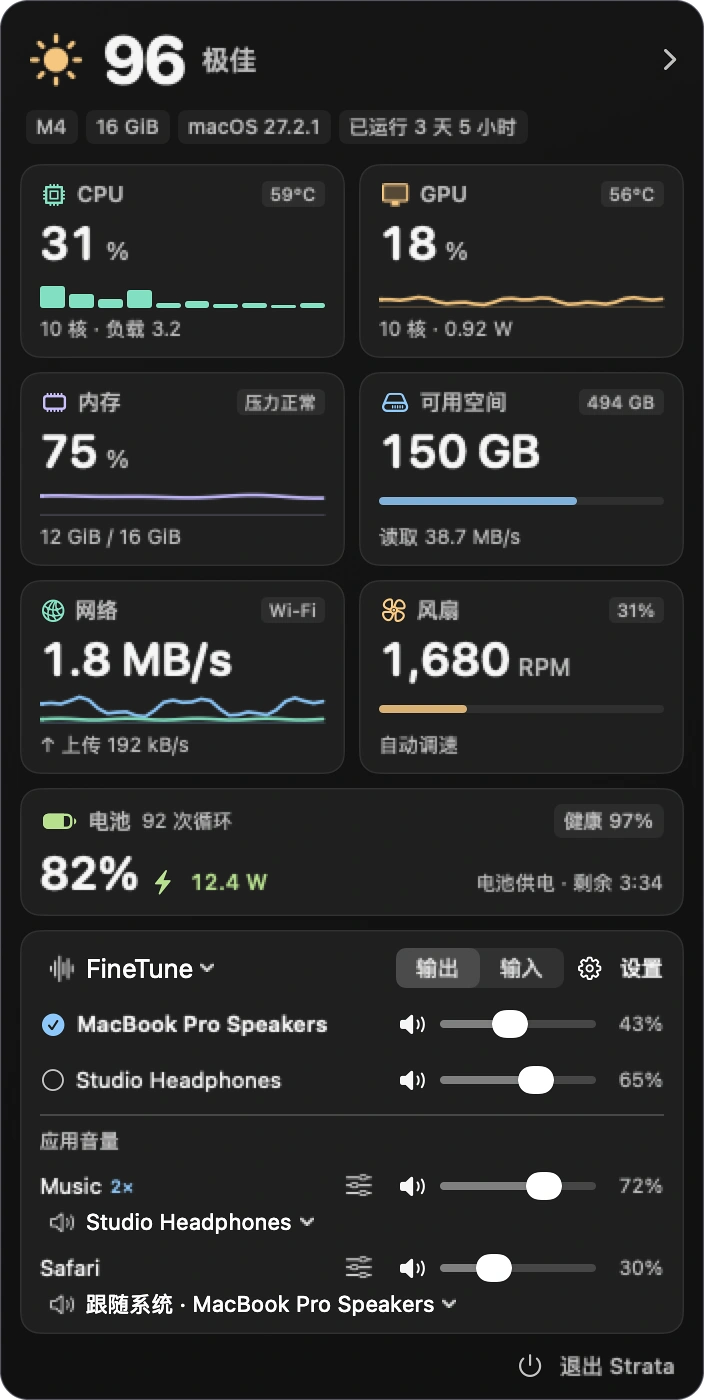 96 极佳
M4 16 GiB macOS 27.2.1 已运行 3 天 5 小时
CPU 59°C
31 %
10 核 · 负载 3.2
GPU 56°C
18 %
10 核 · 0.92 W
内存 压力正常
75 %
12 GiB / 16 GiB
可用空间 494 GB
150 GB
读取 38.7 MB/s
网络 Wi-Fi
1.8 MB/s
↑ 上传 192 kB/s
风扇 31%
1,680 RPM
自动调速
电池 92 次循环 健康 97%
82% 12.4 W 电池供电 · 剩余 3:34
FineTune 输出 输入 设置
MacBook Pro Speakers 43%
Studio Headphones 65%
应用音量
Music 2× 72%
Studio Headphones
Safari 30%
跟随系统 · MacBook Pro Speakers
退出 Strata